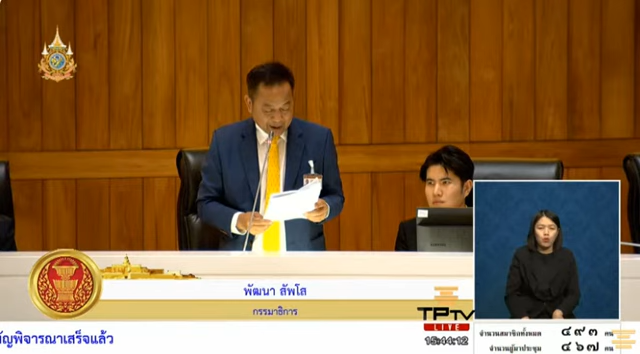 พัฒนา สัพโส
กรรมาธิการ
TPTV
LIVE
15:44:12
พิจารณาเสร็จแล้ว
จำนวนสมาชิกทั้งหมด ๔๙๓ คน
จำนวนผู้มาประชุม ๔๖๗ คน